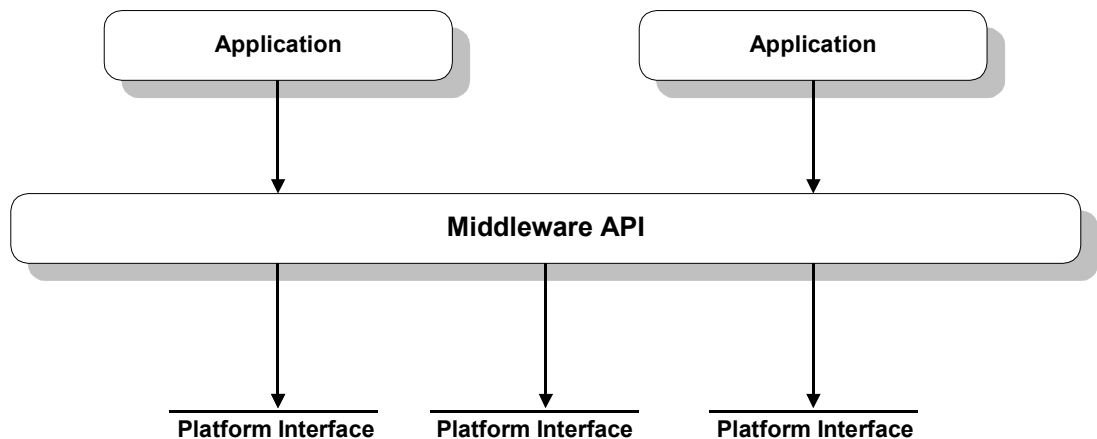 Application
Application
Middleware API
Platform Interface
Platform Interface
Platform Interface